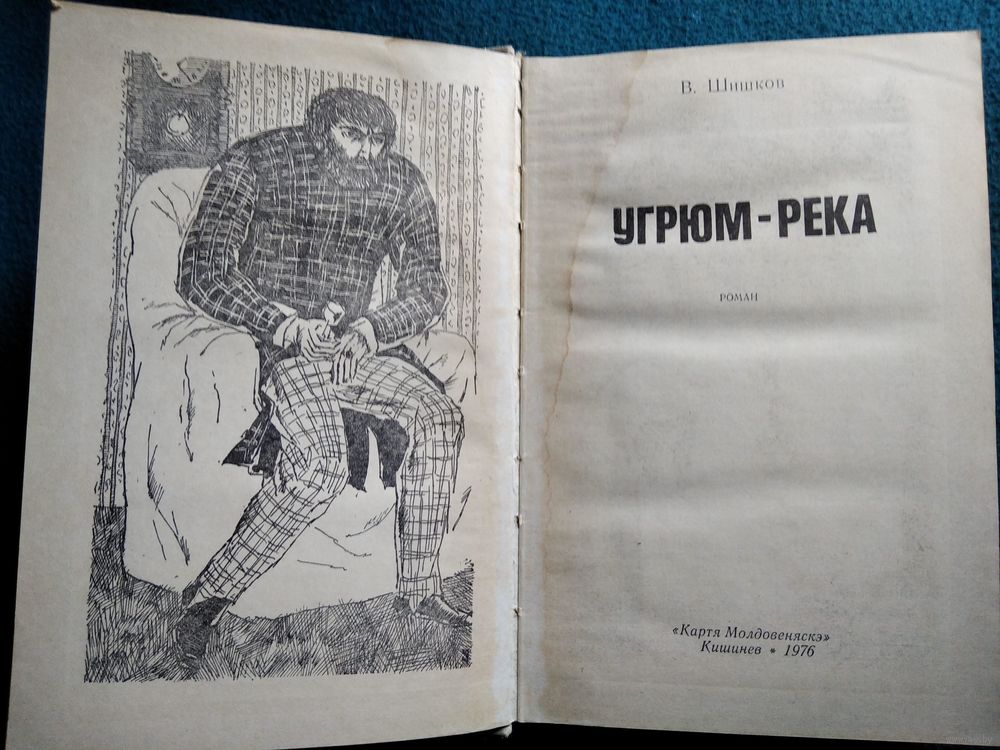 В. Шишков
УГРЮМ-РЕКА
РОМАН
«Картя Молдовеняскэ»
Кишинев * 1976